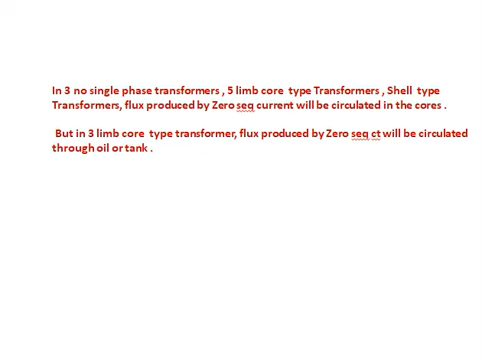 In 3 no single phase transformers , 5 limb core type Transformers , Shell type
Transformers, flux produced by Zero seq current will be circulated in the cores .
But in 3 limb core type transformer, flux produced by Zero seq ct will be circulated
through oil or tank .